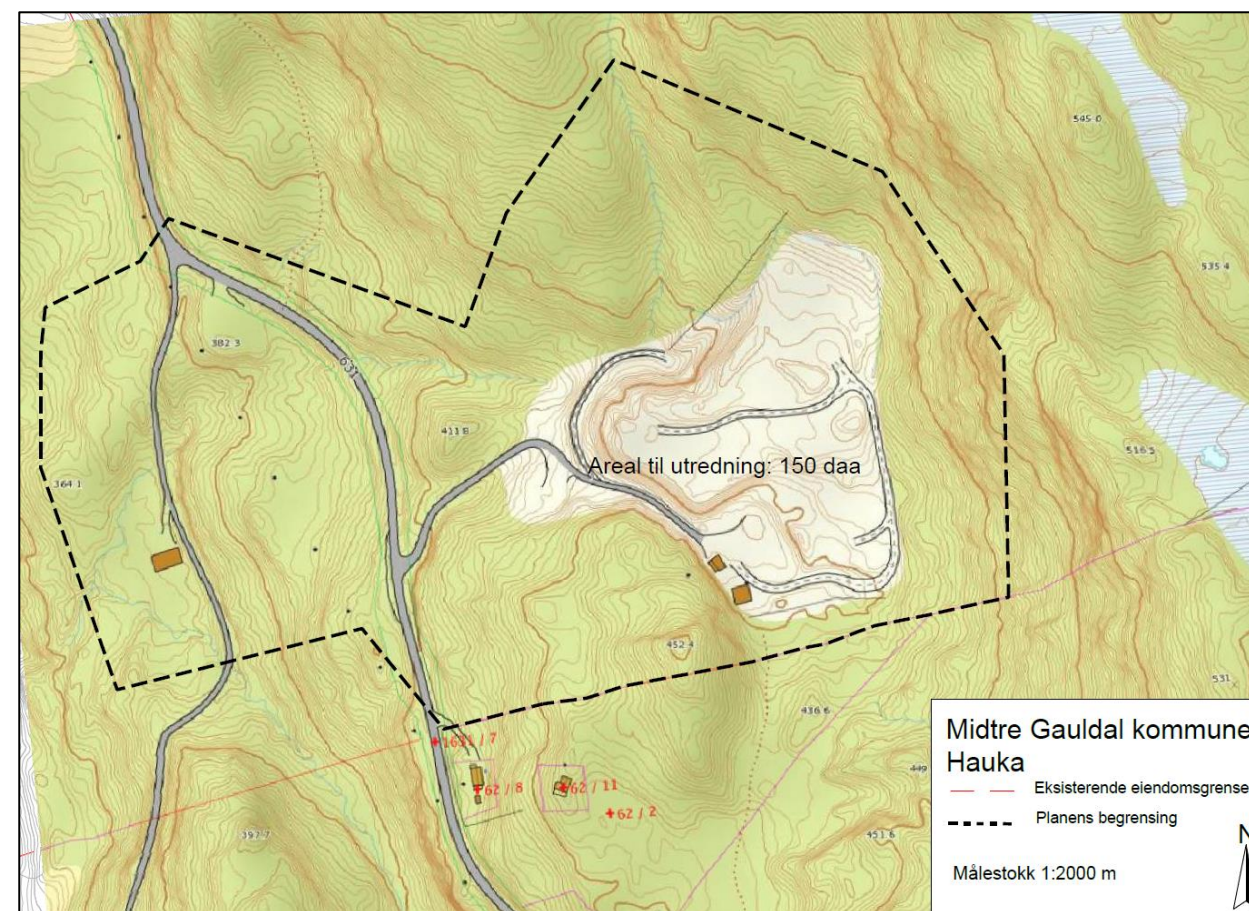 545·0
535·4
382·3
631
411·8
Areal til utredning: 150 daa
516·5
364·1
452·4
531
436·6
1631 / 7
62 / 8
62 / 11
62 / 2
397·7
451·6
449
Midtre Gauldal kommune
Hauka
Eksisterende eiendomsgrense
Planens begrensing
N
Målestokk 1:2000 m